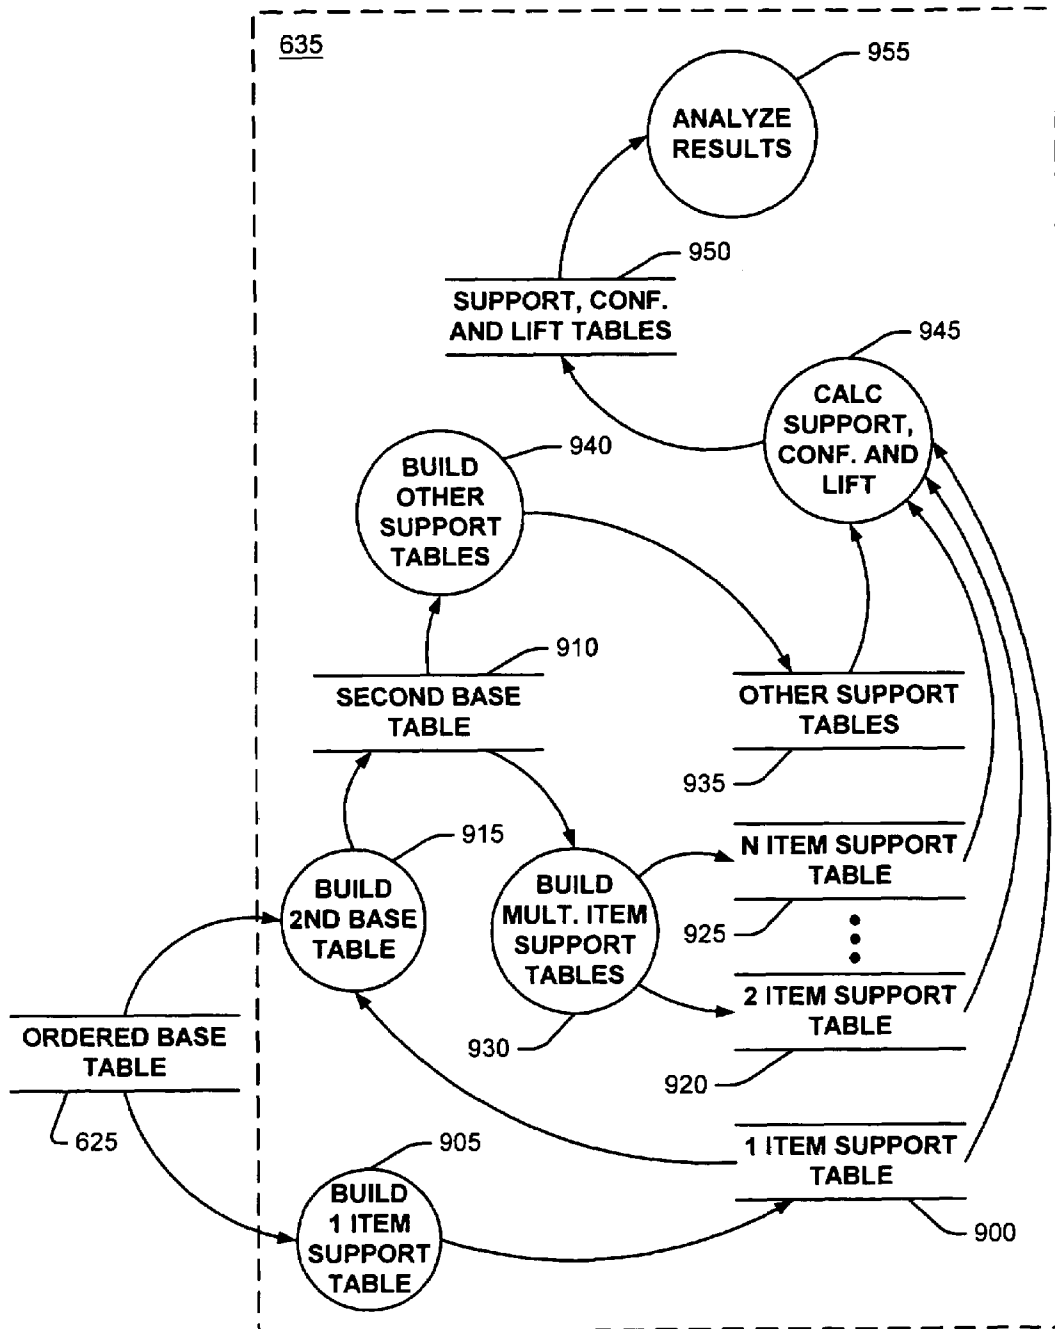 635
955
ANALYZE
RESULTS
950
SUPPORT, CONF.
AND LIFT TABLES
945
CALC
SUPPORT,
CONF. AND
LIFT
940
BUILD
OTHER
SUPPORT
TABLES
910
SECOND BASE
TABLE
OTHER SUPPORT
TABLES
935
915
BUILD
2ND BASE
TABLE
BUILD
MULT. ITEM
SUPPORT
TABLES
930
N ITEM SUPPORT
TABLE
925
2 ITEM SUPPORT
TABLE
920
ORDERED BASE
TABLE
625
905
BUILD
1 ITEM
SUPPORT
TABLE
1 ITEM SUPPORT
TABLE
900